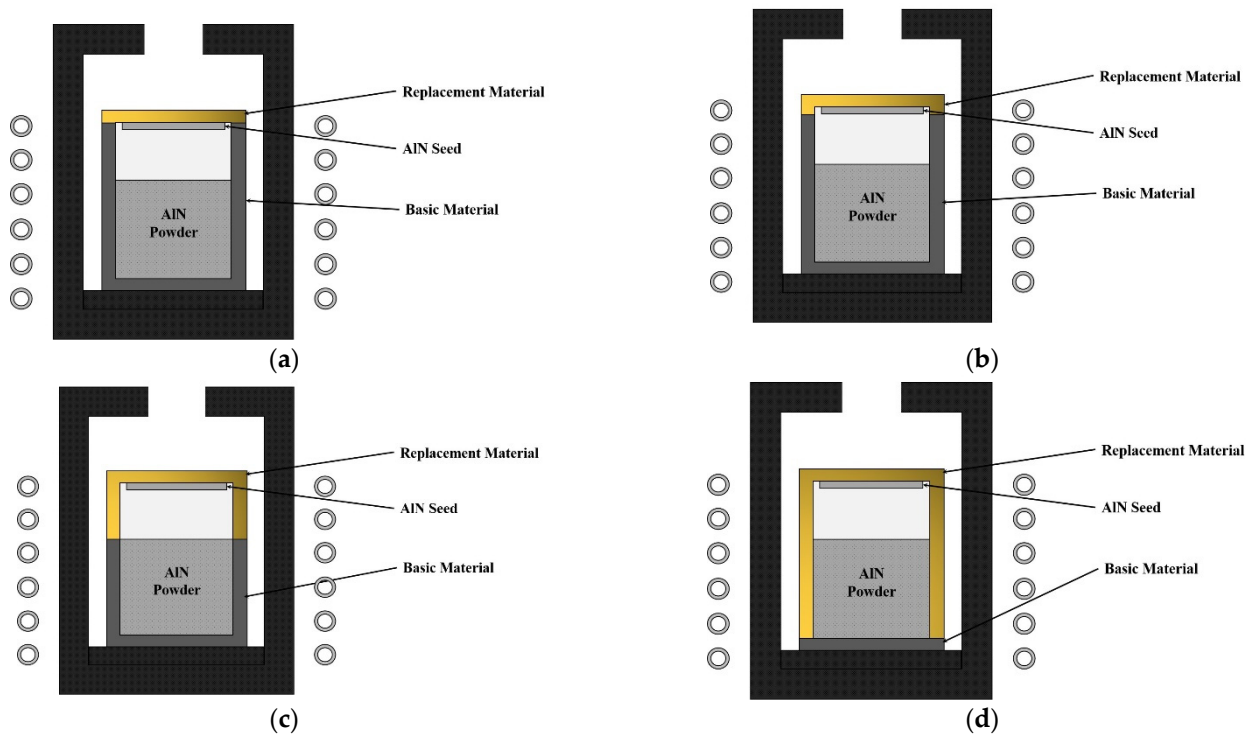 Replacement Material
AlN Seed
Basic Material
AlN
Powder
(a)
Replacement Material
AlN Seed
Basic Material
AlN
Powder
(b)
Replacement Material
AlN Seed
Basic Material
AlN
Powder
(c)
Replacement Material
AlN Seed
Basic Material
AlN
Powder
(d)